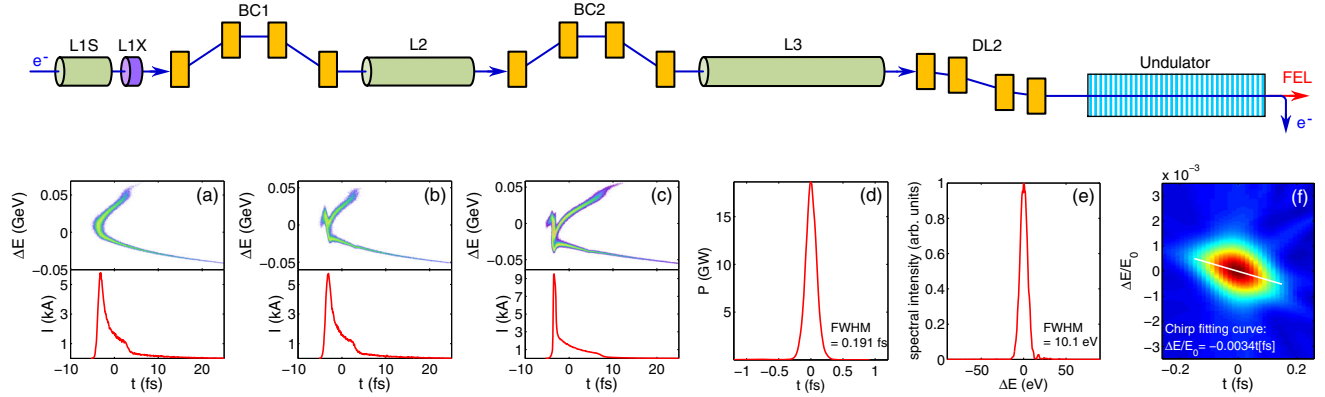 BC1
BC2
L1S
L1X
L2
L3
DL2
Undulator
FEL
e-
e-
(a)
ΔE (GeV)
0.05
0
−0.05
I (kA)
5
3
1
−10 0 10 20
t (fs)
(b)
ΔE (GeV)
0.05
0
−0.05
I (kA)
5
3
1
−10 0 10 20
t (fs)
(c)
ΔE (GeV)
0.05
0
−0.05
I (kA)
9
7
5
3
1
−10 0 10 20
t (fs)
(d)
P (GW)
15
10
5
0
FWHM
= 0.191 fs
−1 0 1
t (fs)
(e)
spectral intensity (arb. units)
1
0.8
0.6
0.4
0.2
0
FWHM
= 10.1 eV
−50 0 50
ΔE (eV)
x 10⁻³
(f)
ΔE/E₀
3
2
1
0
−1
−2
−3
Chirp fitting curve:
ΔE/E₀= −0.0034t[fs]
−0.2 0 0.2
t (fs)